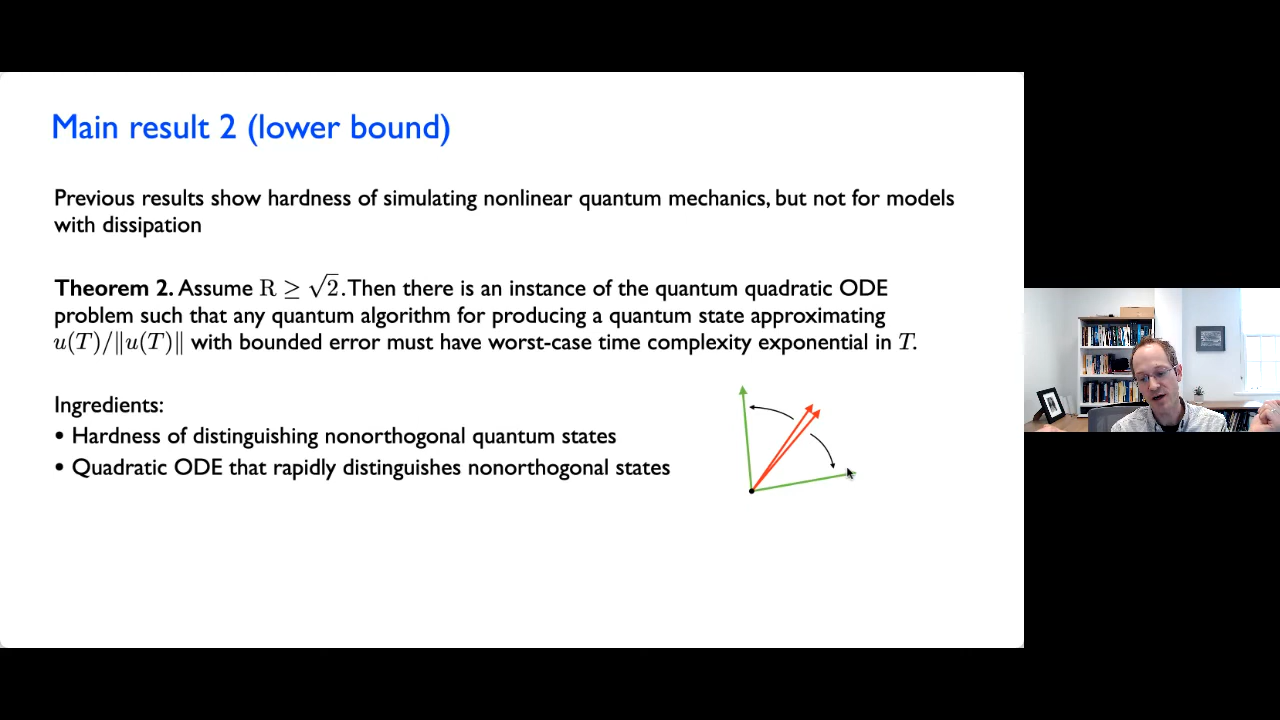 Main result 2 (lower bound)
Previous results show hardness of simulating nonlinear quantum mechanics, but not for models
with dissipation
Theorem 2. Assume R ≥ √2. Then there is an instance of the quantum quadratic ODE
problem such that any quantum algorithm for producing a quantum state approximating
u(T)/‖u(T)‖ with bounded error must have worst-case time complexity exponential in T.
Ingredients:
• Hardness of distinguishing nonorthogonal quantum states
• Quadratic ODE that rapidly distinguishes nonorthogonal states